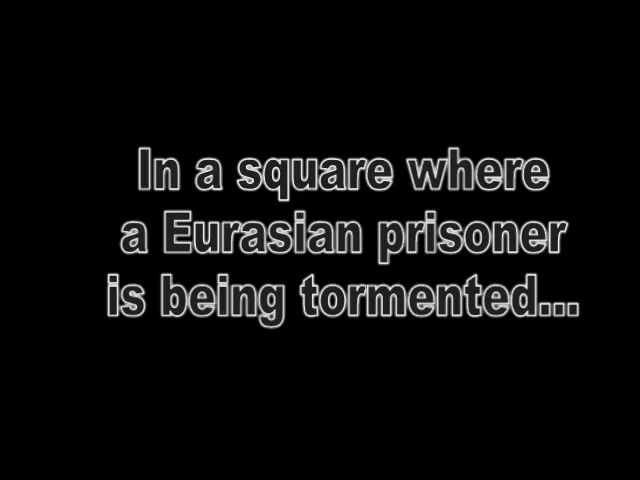 In a square where
a Eurasian prisoner
is being tormented...